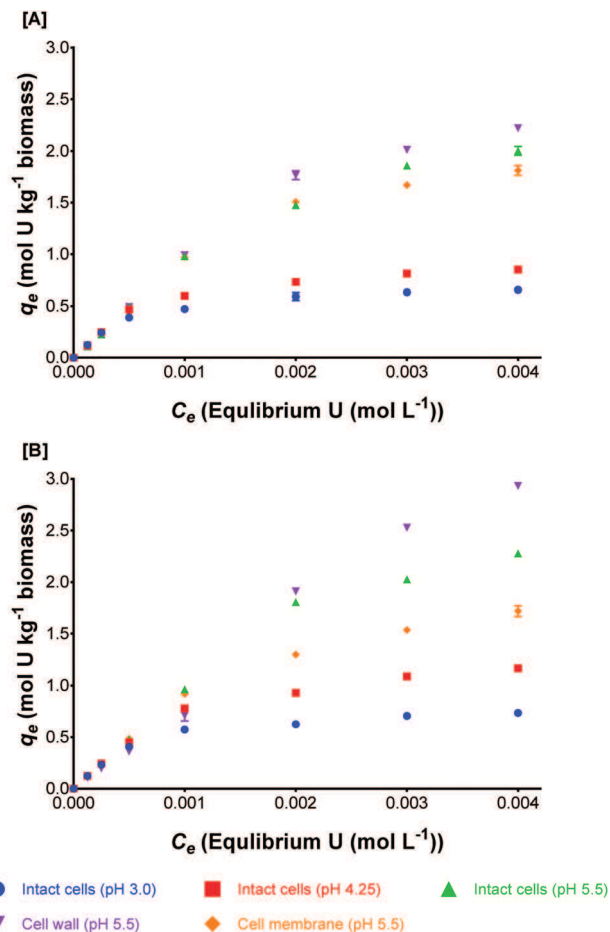 [A]
3.0
2.5
2.0
1.5
1.0
0.5
0.0
qe (mol U kg-1 biomass)
0.000 0.001 0.002 0.003 0.004
Ce (Equlibrium U (mol L-1))
[B]
3.0
2.5
2.0
1.5
1.0
0.5
0.0
qe (mol U kg-1 biomass)
0.000 0.001 0.002 0.003 0.004
Ce (Equlibrium U (mol L-1))
Intact cells (pH 3.0) Intact cells (pH 4.25) Intact cells (pH 5.5)
Cell wall (pH 5.5) Cell membrane (pH 5.5)